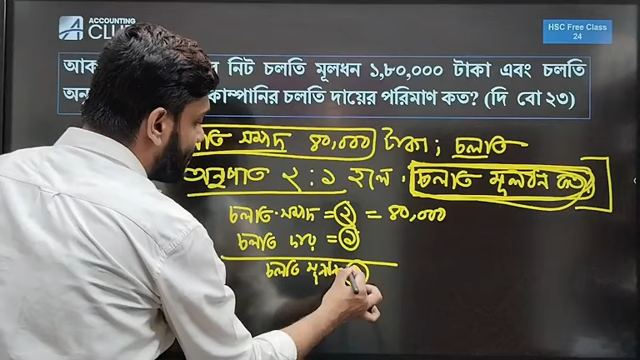 ACCOUNTING
CLU
HSC Free Class
24
আক র নিট চলতি মূলধন ১,৮০,০০০ টাকা এবং চলতি
অন কোম্পানির চলতি দায়ের পরিমাণ কত? (দি বো ২৩)
সম্পদ ৪০,০০০ টাকা ; চলতি
অনুপাত ২:১ হলে চলতি মূলধন কত
চলতি সম্পদ = ২ = ৪০,০০০
চলতি দায় = ১
চলতি মূলধন